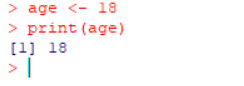 > age <- 18
> print(age)
[1] 18
>